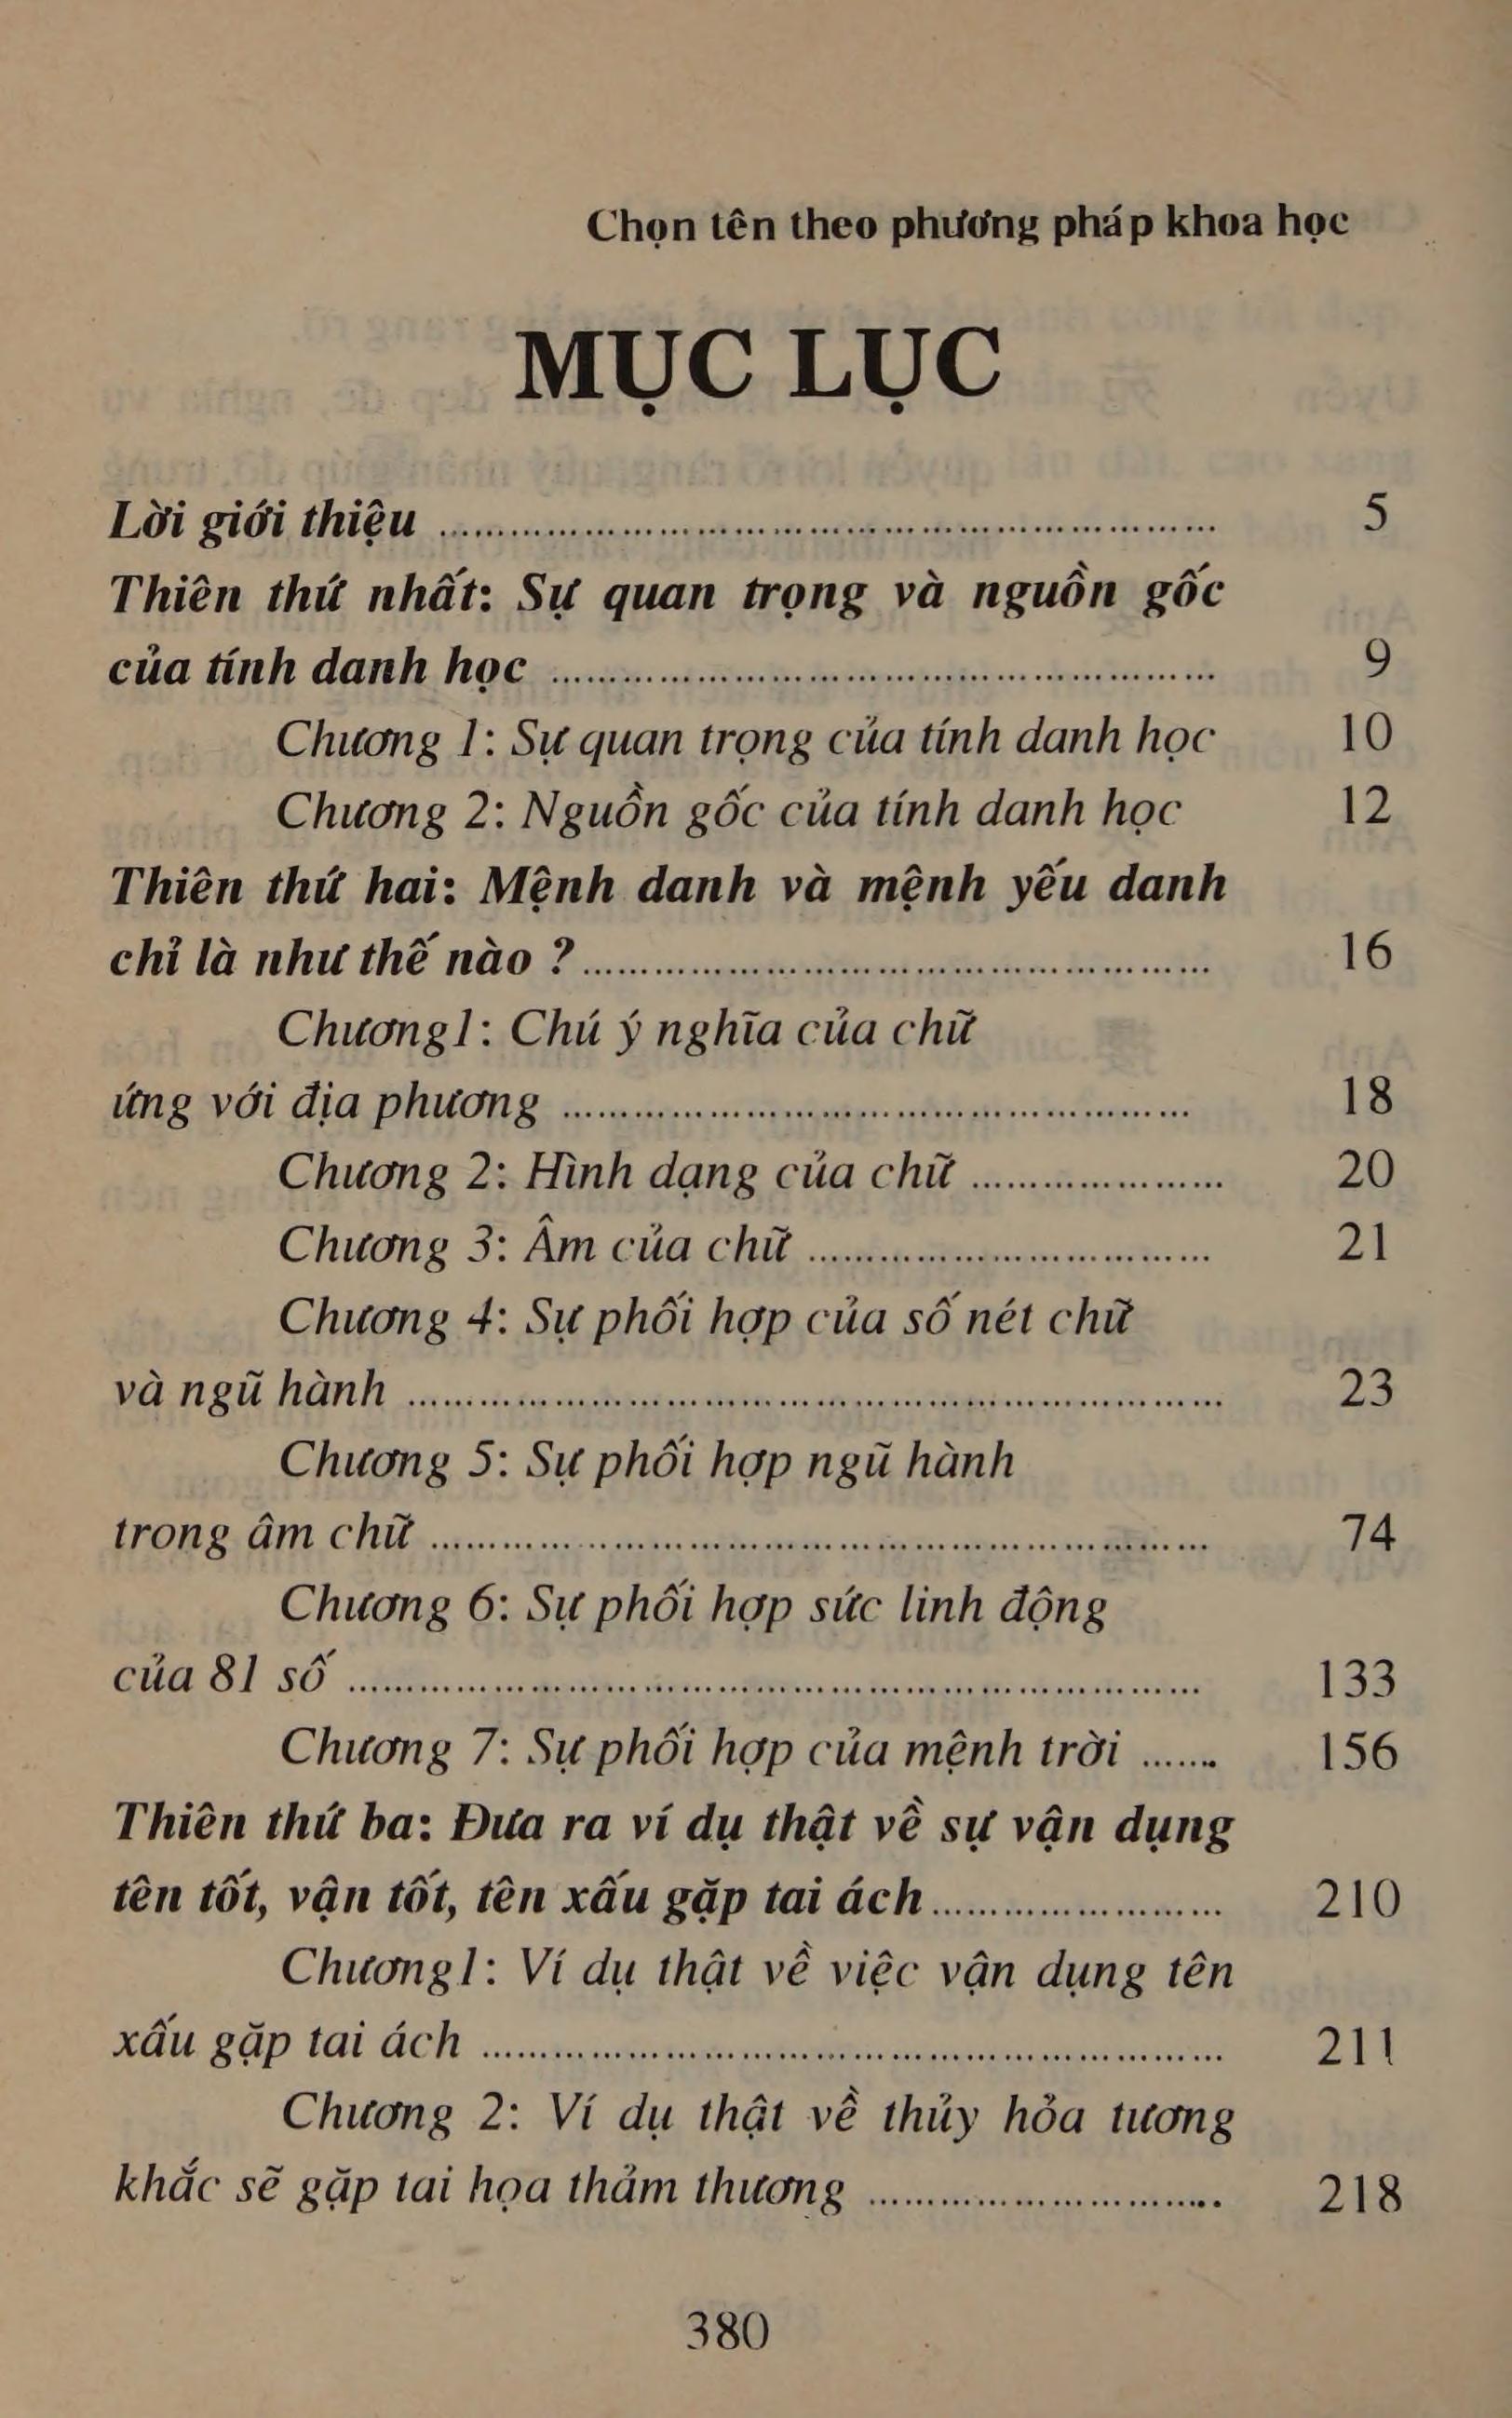 Chọn tên theo phương pháp khoa học
MỤC LỤC
Lời giới thiệu ........................................ 5
Thiên thứ nhất: Sự quan trọng và nguồn gốc
của tính danh học ........................................ 9
Chương 1: Sự quan trọng của tính danh học 10
Chương 2: Nguồn gốc của tính danh học 12
Thiên thứ hai: Mệnh danh và mệnh yếu danh
chỉ là như thế nào ? ........................................ 16
Chương1: Chú ý nghĩa của chữ
ứng với địa phương ........................................ 18
Chương 2: Hình dạng của chữ .................... 20
Chương 3: Âm của chữ .............................. 21
Chương 4: Sự phối hợp của số nét chữ
và ngũ hành ........................................ 23
Chương 5: Sự phối hợp ngũ hành
trong âm chữ ........................................ 74
Chương 6: Sự phối hợp sức linh động
của 81 số ........................................ 133
Chương 7: Sự phối hợp của mệnh trời ....... 156
Thiên thứ ba: Đưa ra ví dụ thật về sự vận dụng
tên tốt, vận tốt, tên xấu gặp tai ách ...................... 210
Chương1: Ví dụ thật về việc vận dụng tên
xấu gặp tai ách ........................................ 211
Chương 2: Ví dụ thật về thủy hỏa tương
khắc sẽ gặp tai họa thảm thương ............................ 218
380